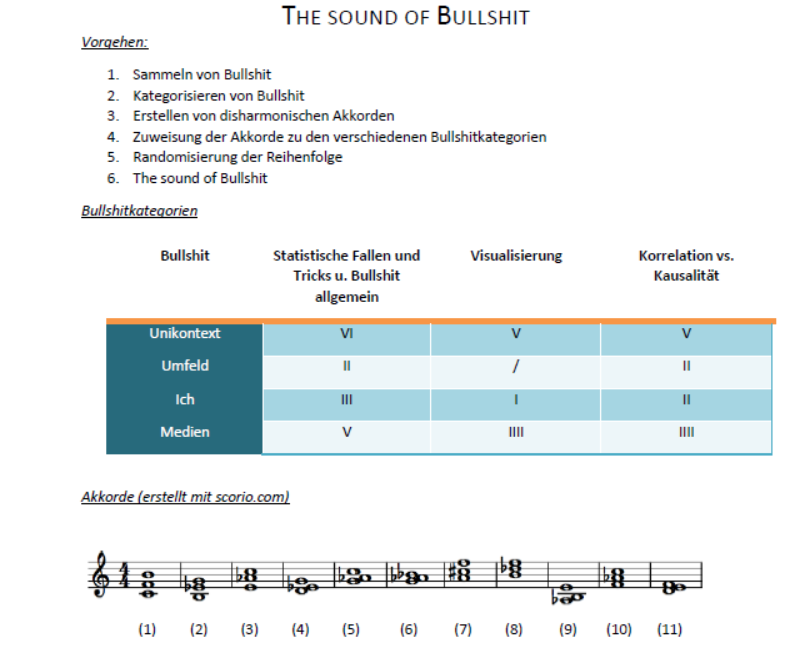 THE SOUND OF BULLSHIT
Vorgehen:
1. Sammeln von Bullshit
2. Kategorisieren von Bullshit
3. Erstellen von disharmonischen Akkorden
4. Zuweisung der Akkorde zu den verschiedenen Bullshitkategorien
5. Randomisierung der Reihenfolge
6. The sound of Bullshit
Bullshitkategorien
Bullshit Statistische Fallen und Tricks u. Bullshit allgemein Visualisierung Korrelation vs. Kausalität
Unikontext VI V V
Umfeld II / II
Ich III I II
Medien V IIII IIII
Akkorde (erstellt mit scorio.com)
4
4
(1) (2) (3) (4) (5) (6) (7) (8) (9) (10) (11)